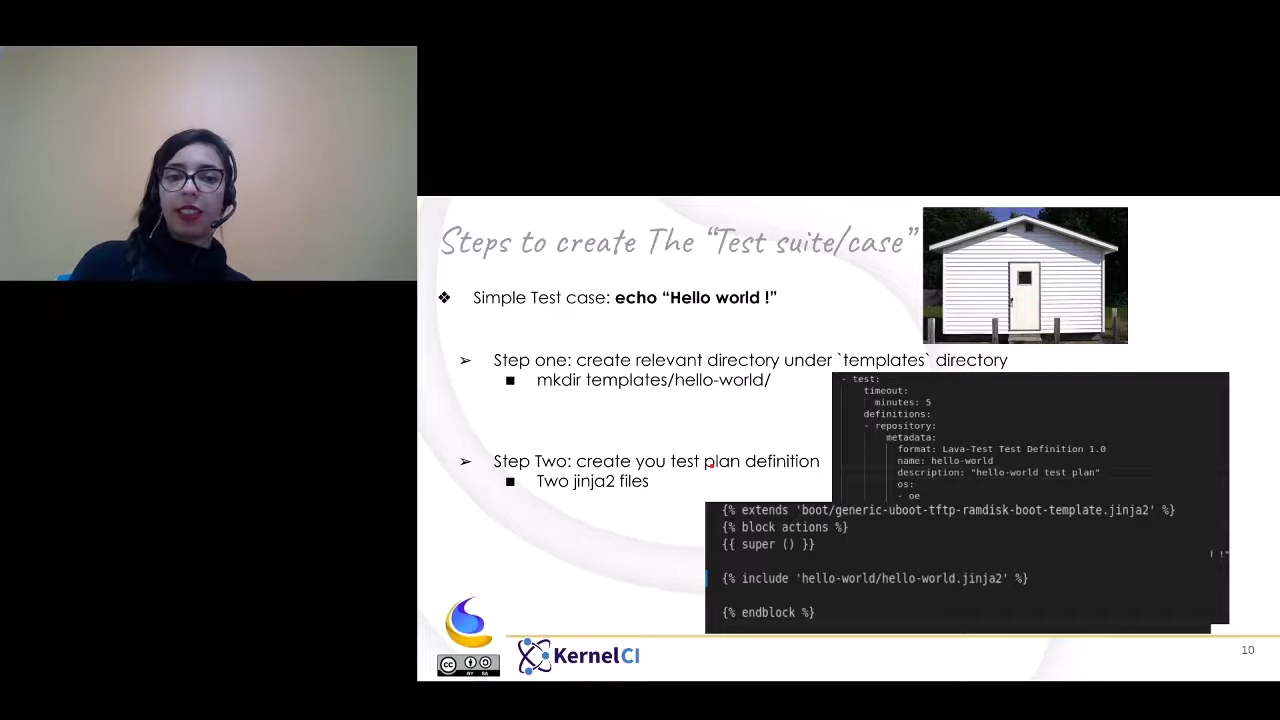 Steps to create The “Test suite/case”
❖ Simple Test case: echo “Hello world !”
➢ Step one: create relevant directory under `templates` directory
■ mkdir templates/hello-world/
➢ Step Two: create you test plan definition
■ Two jinja2 files
- test:
timeout:
minutes: 5
definitions:
- repository:
metadata:
format: Lava-Test Test Definition 1.0
name: hello-world
description: "hello-world test plan"
os:
- oe
{% extends 'boot/generic-uboot-tftp-ramdisk-boot-template.jinja2' %}
{% block actions %}
{{ super () }}
!"
{% include 'hello-world/hello-world.jinja2' %}
{% endblock %}
cc BY SA
KernelCI
10